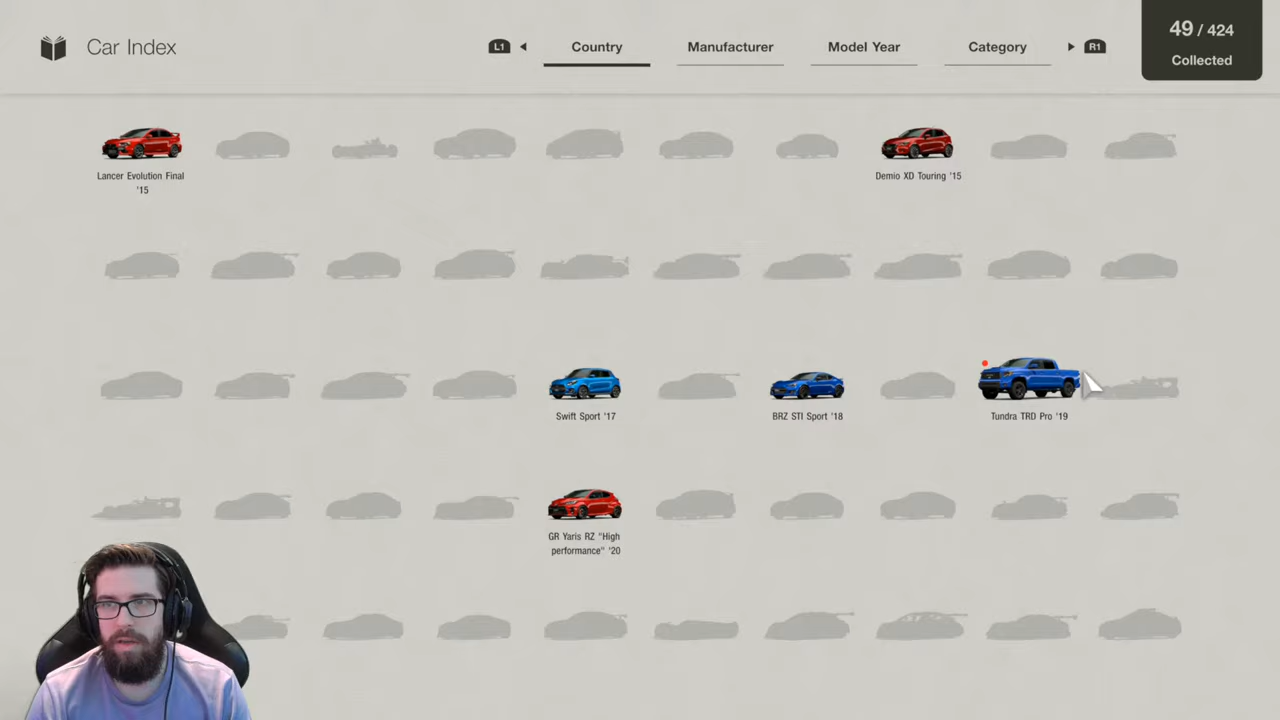 Car Index
L1
Country
Manufacturer
Model Year
Category
R1
49 / 424
Collected
Lancer Evolution Final
'15
Demio XD Touring '15
Swift Sport '17
BRZ STI Sport '18
Tundra TRD Pro '19
GR Yaris RZ "High
performance" '20